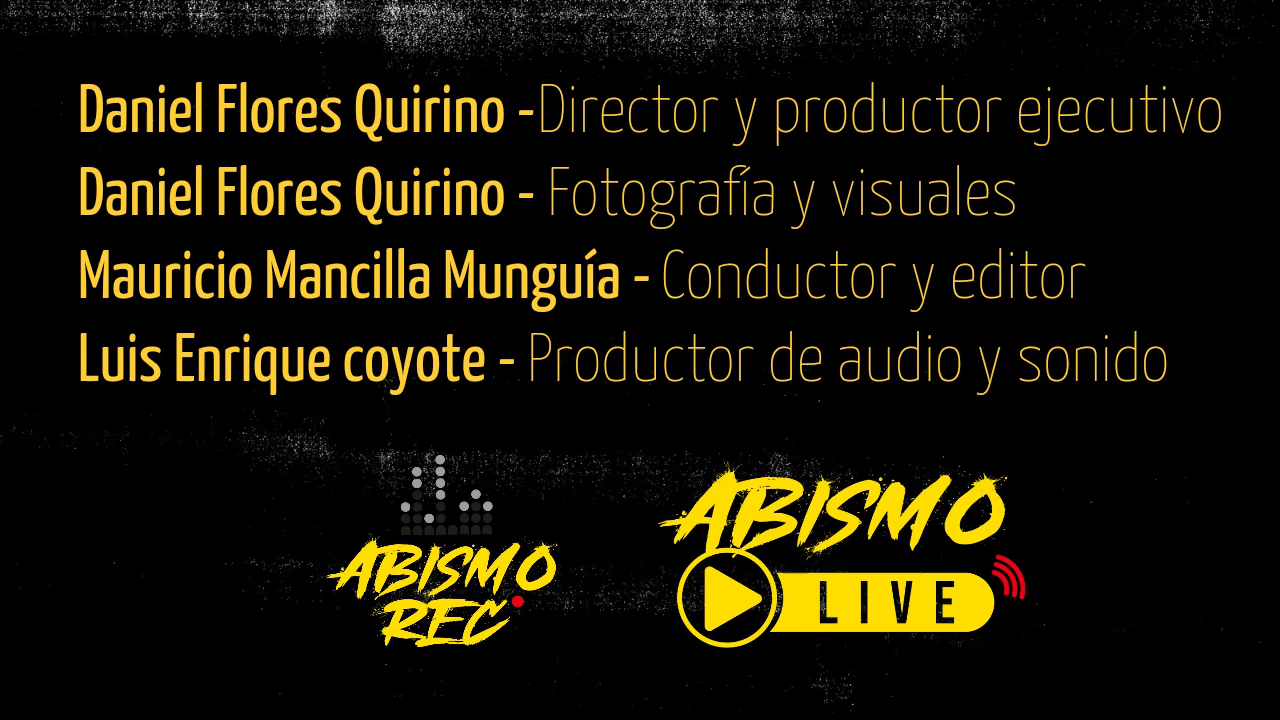 Daniel Flores Quirino -Director y productor ejecutivo
Daniel Flores Quirino - Fotografía y visuales
Mauricio Mancilla Munguía - Conductor y editor
Luis Enrique coyote - Productor de audio y sonido
ABISMO
REC
ABISMO
LIVE